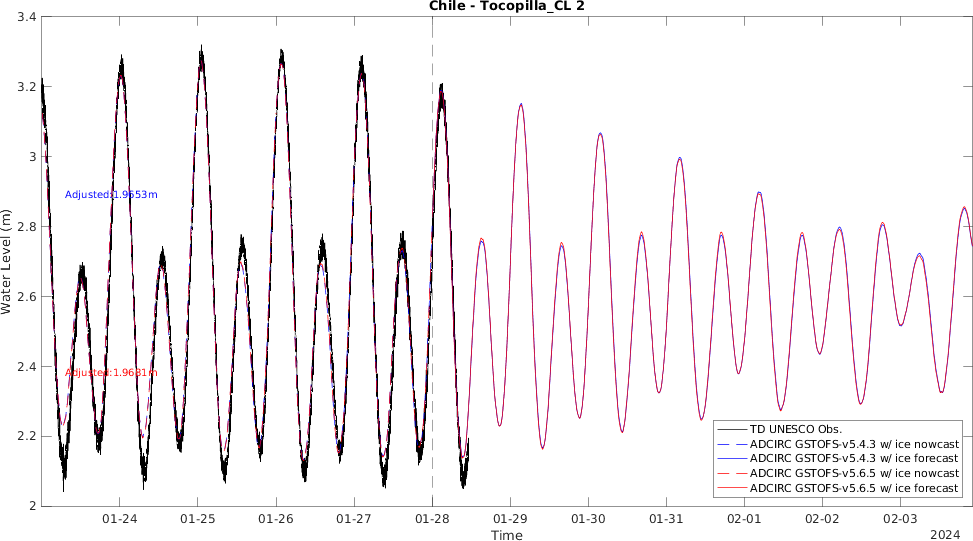 Chile - Tocopilla_CL 2
3.4
3.2
3
2.8
2.6
2.4
2.2
2
Water Level (m)
Adjusted:1.9653m
Adjusted:1.9681m
TD UNESCO Obs.
ADCIRC GSTOFS-v5.4.3 w/ ice nowcast
ADCIRC GSTOFS-v5.4.3 w/ ice forecast
ADCIRC GSTOFS-v5.6.5 w/ ice nowcast
ADCIRC GSTOFS-v5.6.5 w/ ice forecast
01-24 01-25 01-26 01-27 01-28 01-29 01-30 01-31 02-01 02-02 02-03
Time
2024